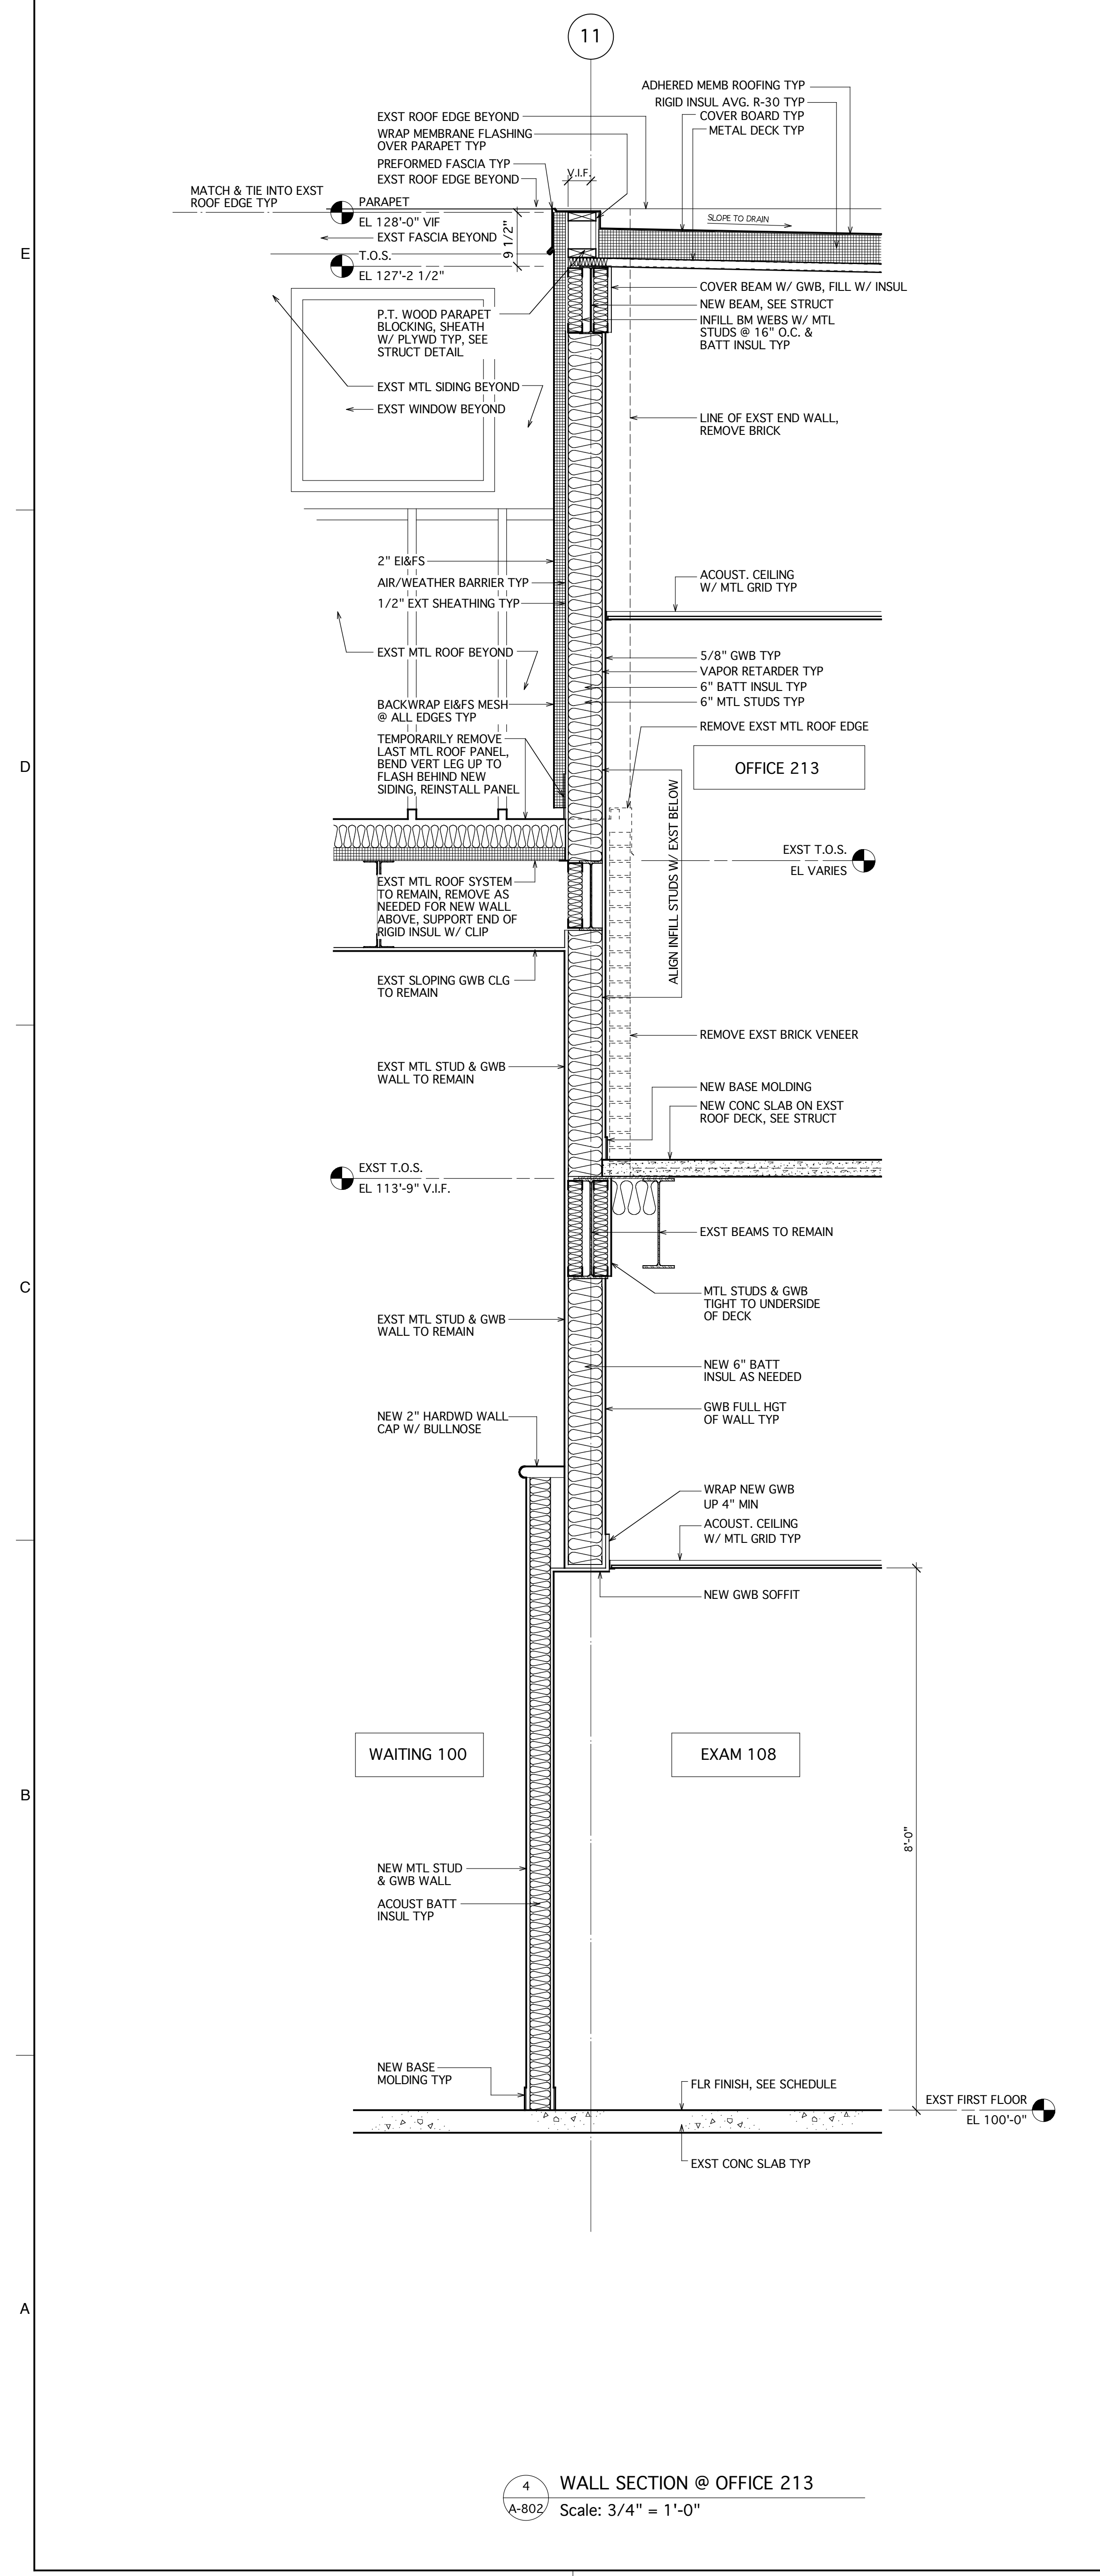 11
ADHERED MEMB ROOFING TYP
RIGID INSUL AVG. R-30 TYP
COVER BOARD TYP
METAL DECK TYP
EXST ROOF EDGE BEYOND
WRAP MEMBRANE FLASHING
OVER PARAPET TYP
PREFORMED FASCIA TYP
EXST ROOF EDGE BEYOND
V.I.F.
MATCH & TIE INTO EXST
ROOF EDGE TYP
PARAPET
EL 128'-0" VIF
EXST FASCIA BEYOND
T.O.S.
EL 127'-2 1/2"
9 1/2"
SLOPE TO DRAIN
E
COVER BEAM W/ GWB, FILL W/ INSUL
NEW BEAM, SEE STRUCT
INFILL BM WEBS W/ MTL
STUDS @ 16" O.C. &
BATT INSUL TYP
P.T. WOOD PARAPET
BLOCKING, SHEATH
W/ PLYWD TYP, SEE
STRUCT DETAIL
EXST MTL SIDING BEYOND
EXST WINDOW BEYOND
LINE OF EXST END WALL,
REMOVE BRICK
2" EI&FS
AIR/WEATHER BARRIER TYP
1/2" EXT SHEATHING TYP
ACOUST. CEILING
W/ MTL GRID TYP
EXST MTL ROOF BEYOND
5/8" GWB TYP
VAPOR RETARDER TYP
6" BATT INSUL TYP
6" MTL STUDS TYP
BACKWRAP EI&FS MESH
@ ALL EDGES TYP
REMOVE EXST MTL ROOF EDGE
TEMPORARILY REMOVE
LAST MTL ROOF PANEL,
BEND VERT LEG UP TO
FLASH BEHIND NEW
SIDING, REINSTALL PANEL
D
OFFICE 213
ALIGN INFILL STUDS W/ EXST BELOW
EXST T.O.S.
EL VARIES
EXST MTL ROOF SYSTEM
TO REMAIN, REMOVE AS
NEEDED FOR NEW WALL
ABOVE, SUPPORT END OF
RIGID INSUL W/ CLIP
EXST SLOPING GWB CLG
TO REMAIN
REMOVE EXST BRICK VENEER
EXST MTL STUD & GWB
WALL TO REMAIN
NEW BASE MOLDING
NEW CONC SLAB ON EXST
ROOF DECK, SEE STRUCT
EXST T.O.S.
EL 113'-9" V.I.F.
EXST BEAMS TO REMAIN
C
MTL STUDS & GWB
TIGHT TO UNDERSIDE
OF DECK
EXST MTL STUD & GWB
WALL TO REMAIN
NEW 6" BATT
INSUL AS NEEDED
NEW 2" HARDWD WALL
CAP W/ BULLNOSE
GWB FULL HGT
OF WALL TYP
WRAP NEW GWB
UP 4" MIN
ACOUST. CEILING
W/ MTL GRID TYP
NEW GWB SOFFIT
WAITING 100
EXAM 108
B
8'-0"
NEW MTL STUD
& GWB WALL
ACOUST BATT
INSUL TYP
NEW BASE
MOLDING TYP
FLR FINISH, SEE SCHEDULE
EXST FIRST FLOOR
EL 100'-0"
EXST CONC SLAB TYP
A
4
A-802
WALL SECTION @ OFFICE 213
Scale: 3/4" = 1'-0"